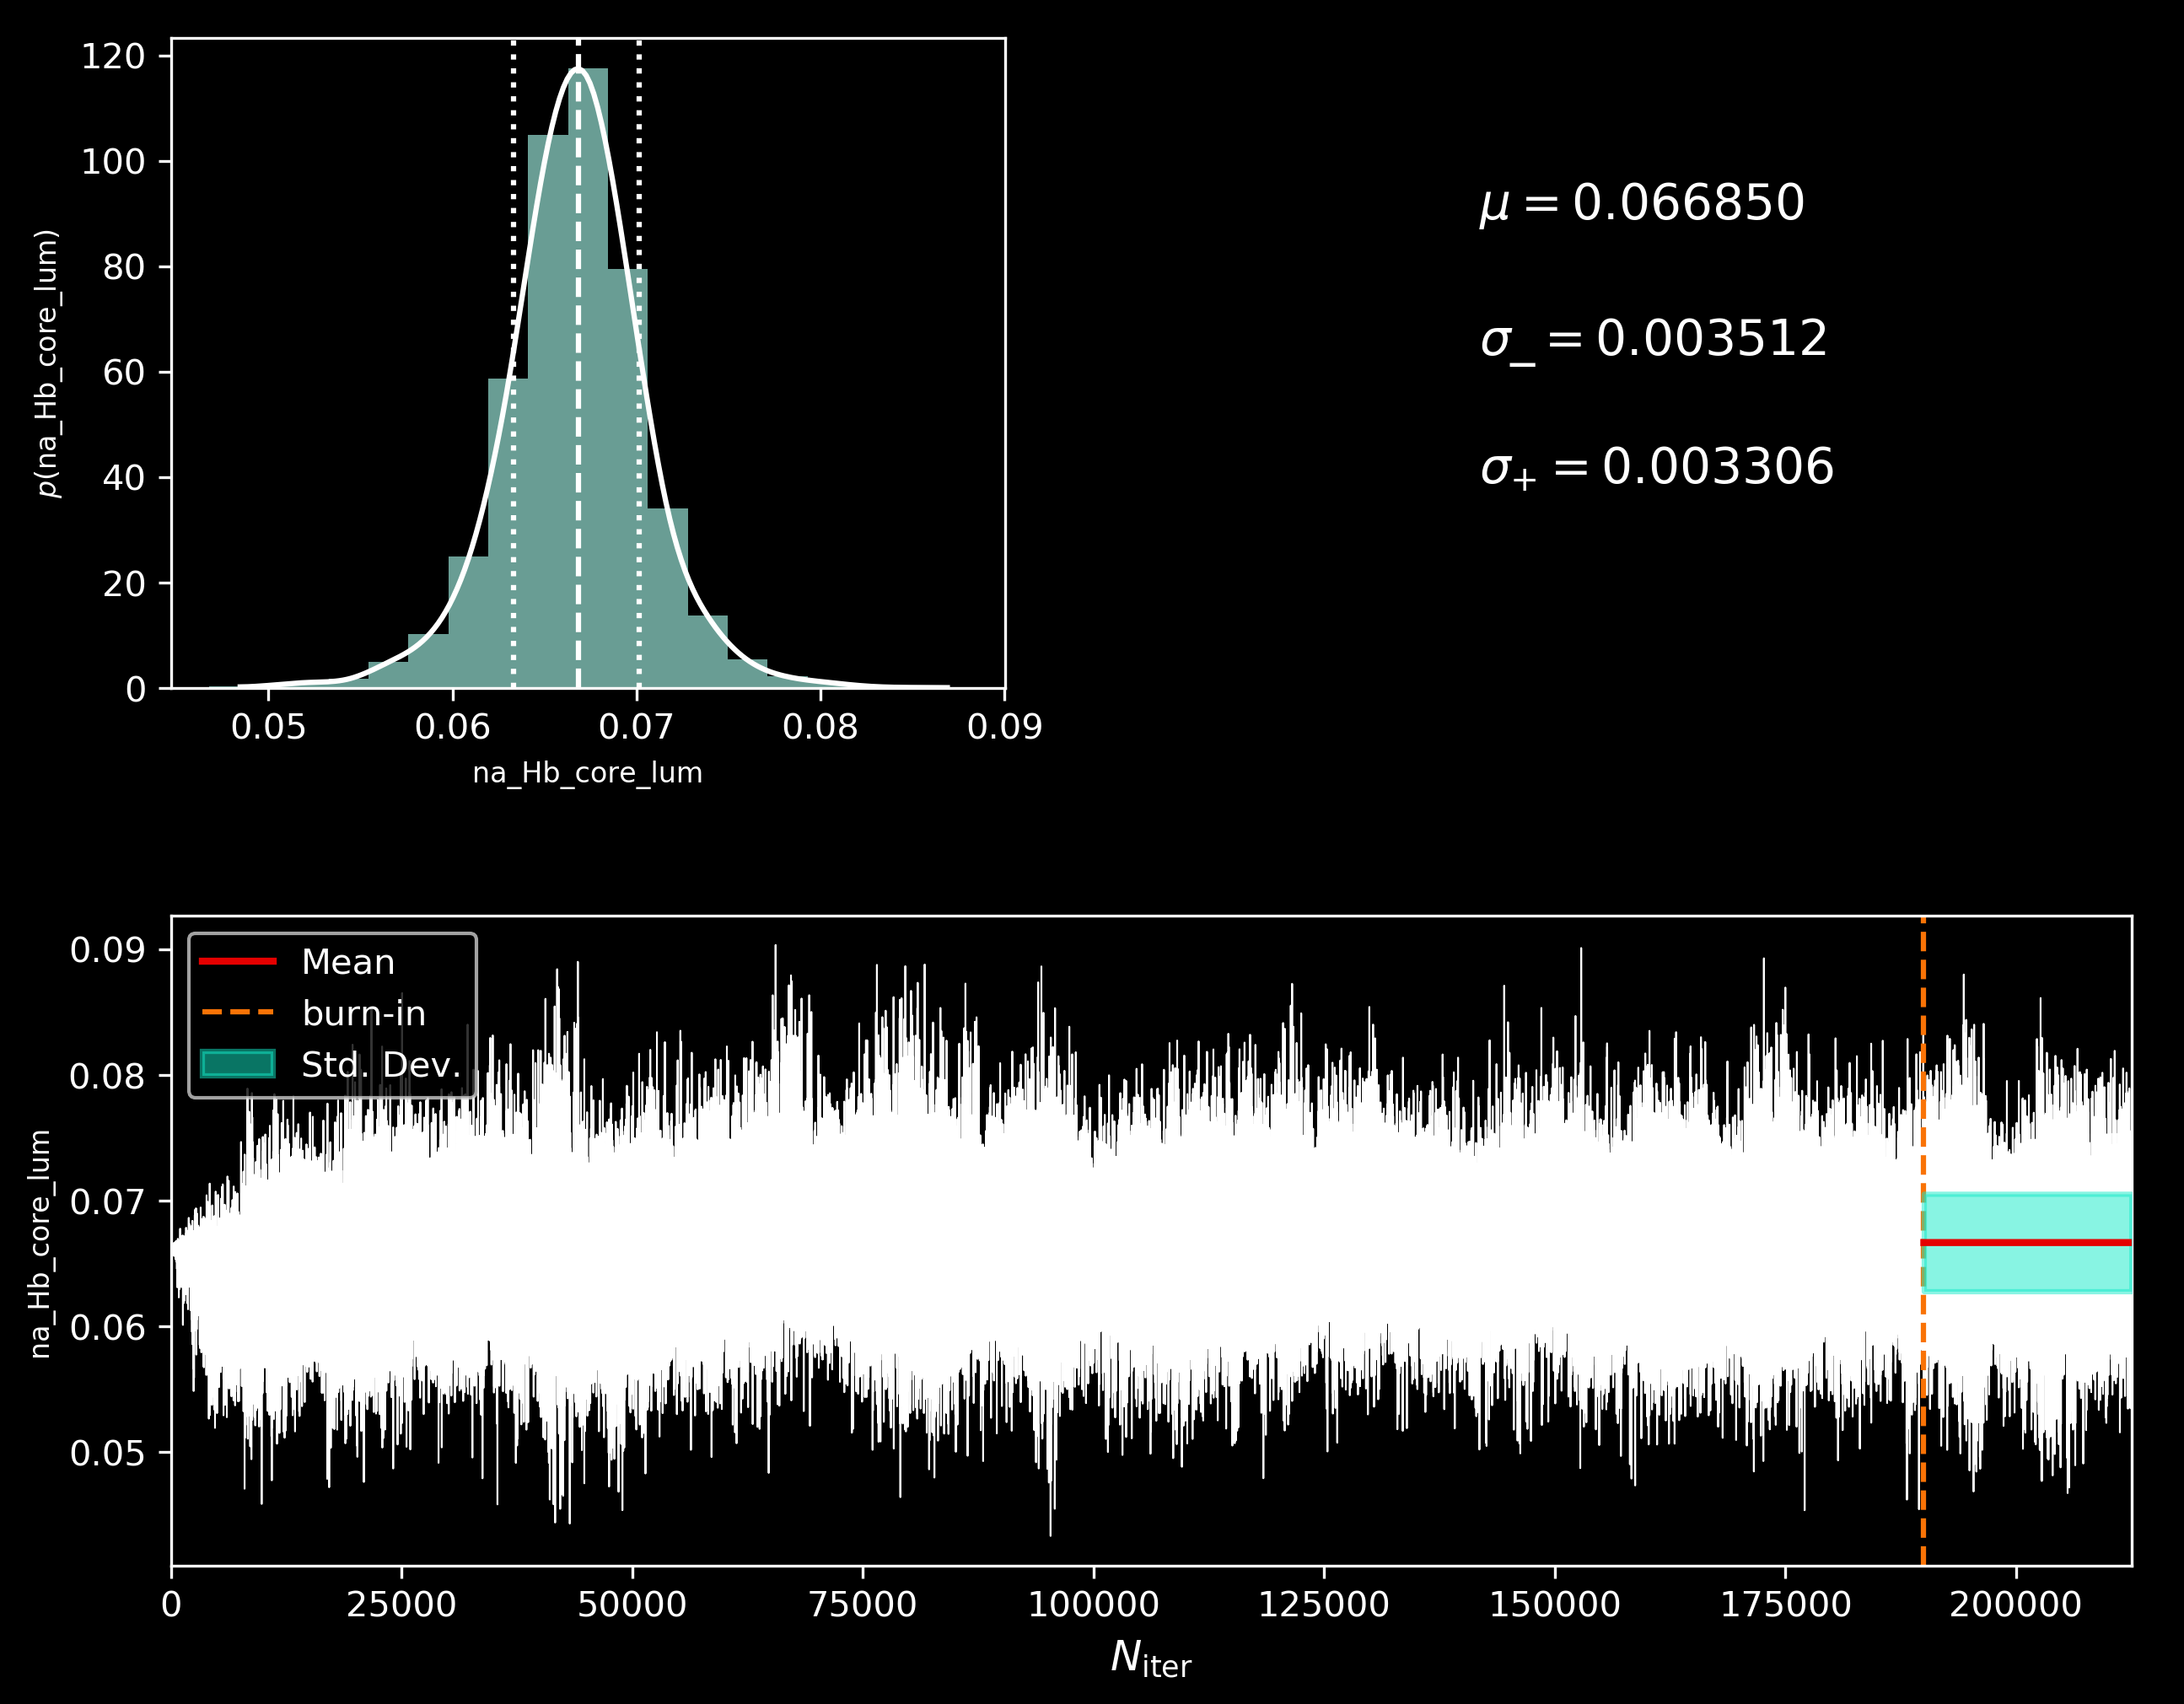 120
100
80
60
40
20
0
p(na_Hb_core_lum)
0.05 0.06 0.07 0.08 0.09
na_Hb_core_lum
μ = 0.066850
σ_ = 0.003512
σ+ = 0.003306
0.09
0.08
0.07
0.06
0.05
na_Hb_core_lum
Mean
burn-in
Std. Dev.
0 25000 50000 75000 100000 125000 150000 175000 200000
Niter